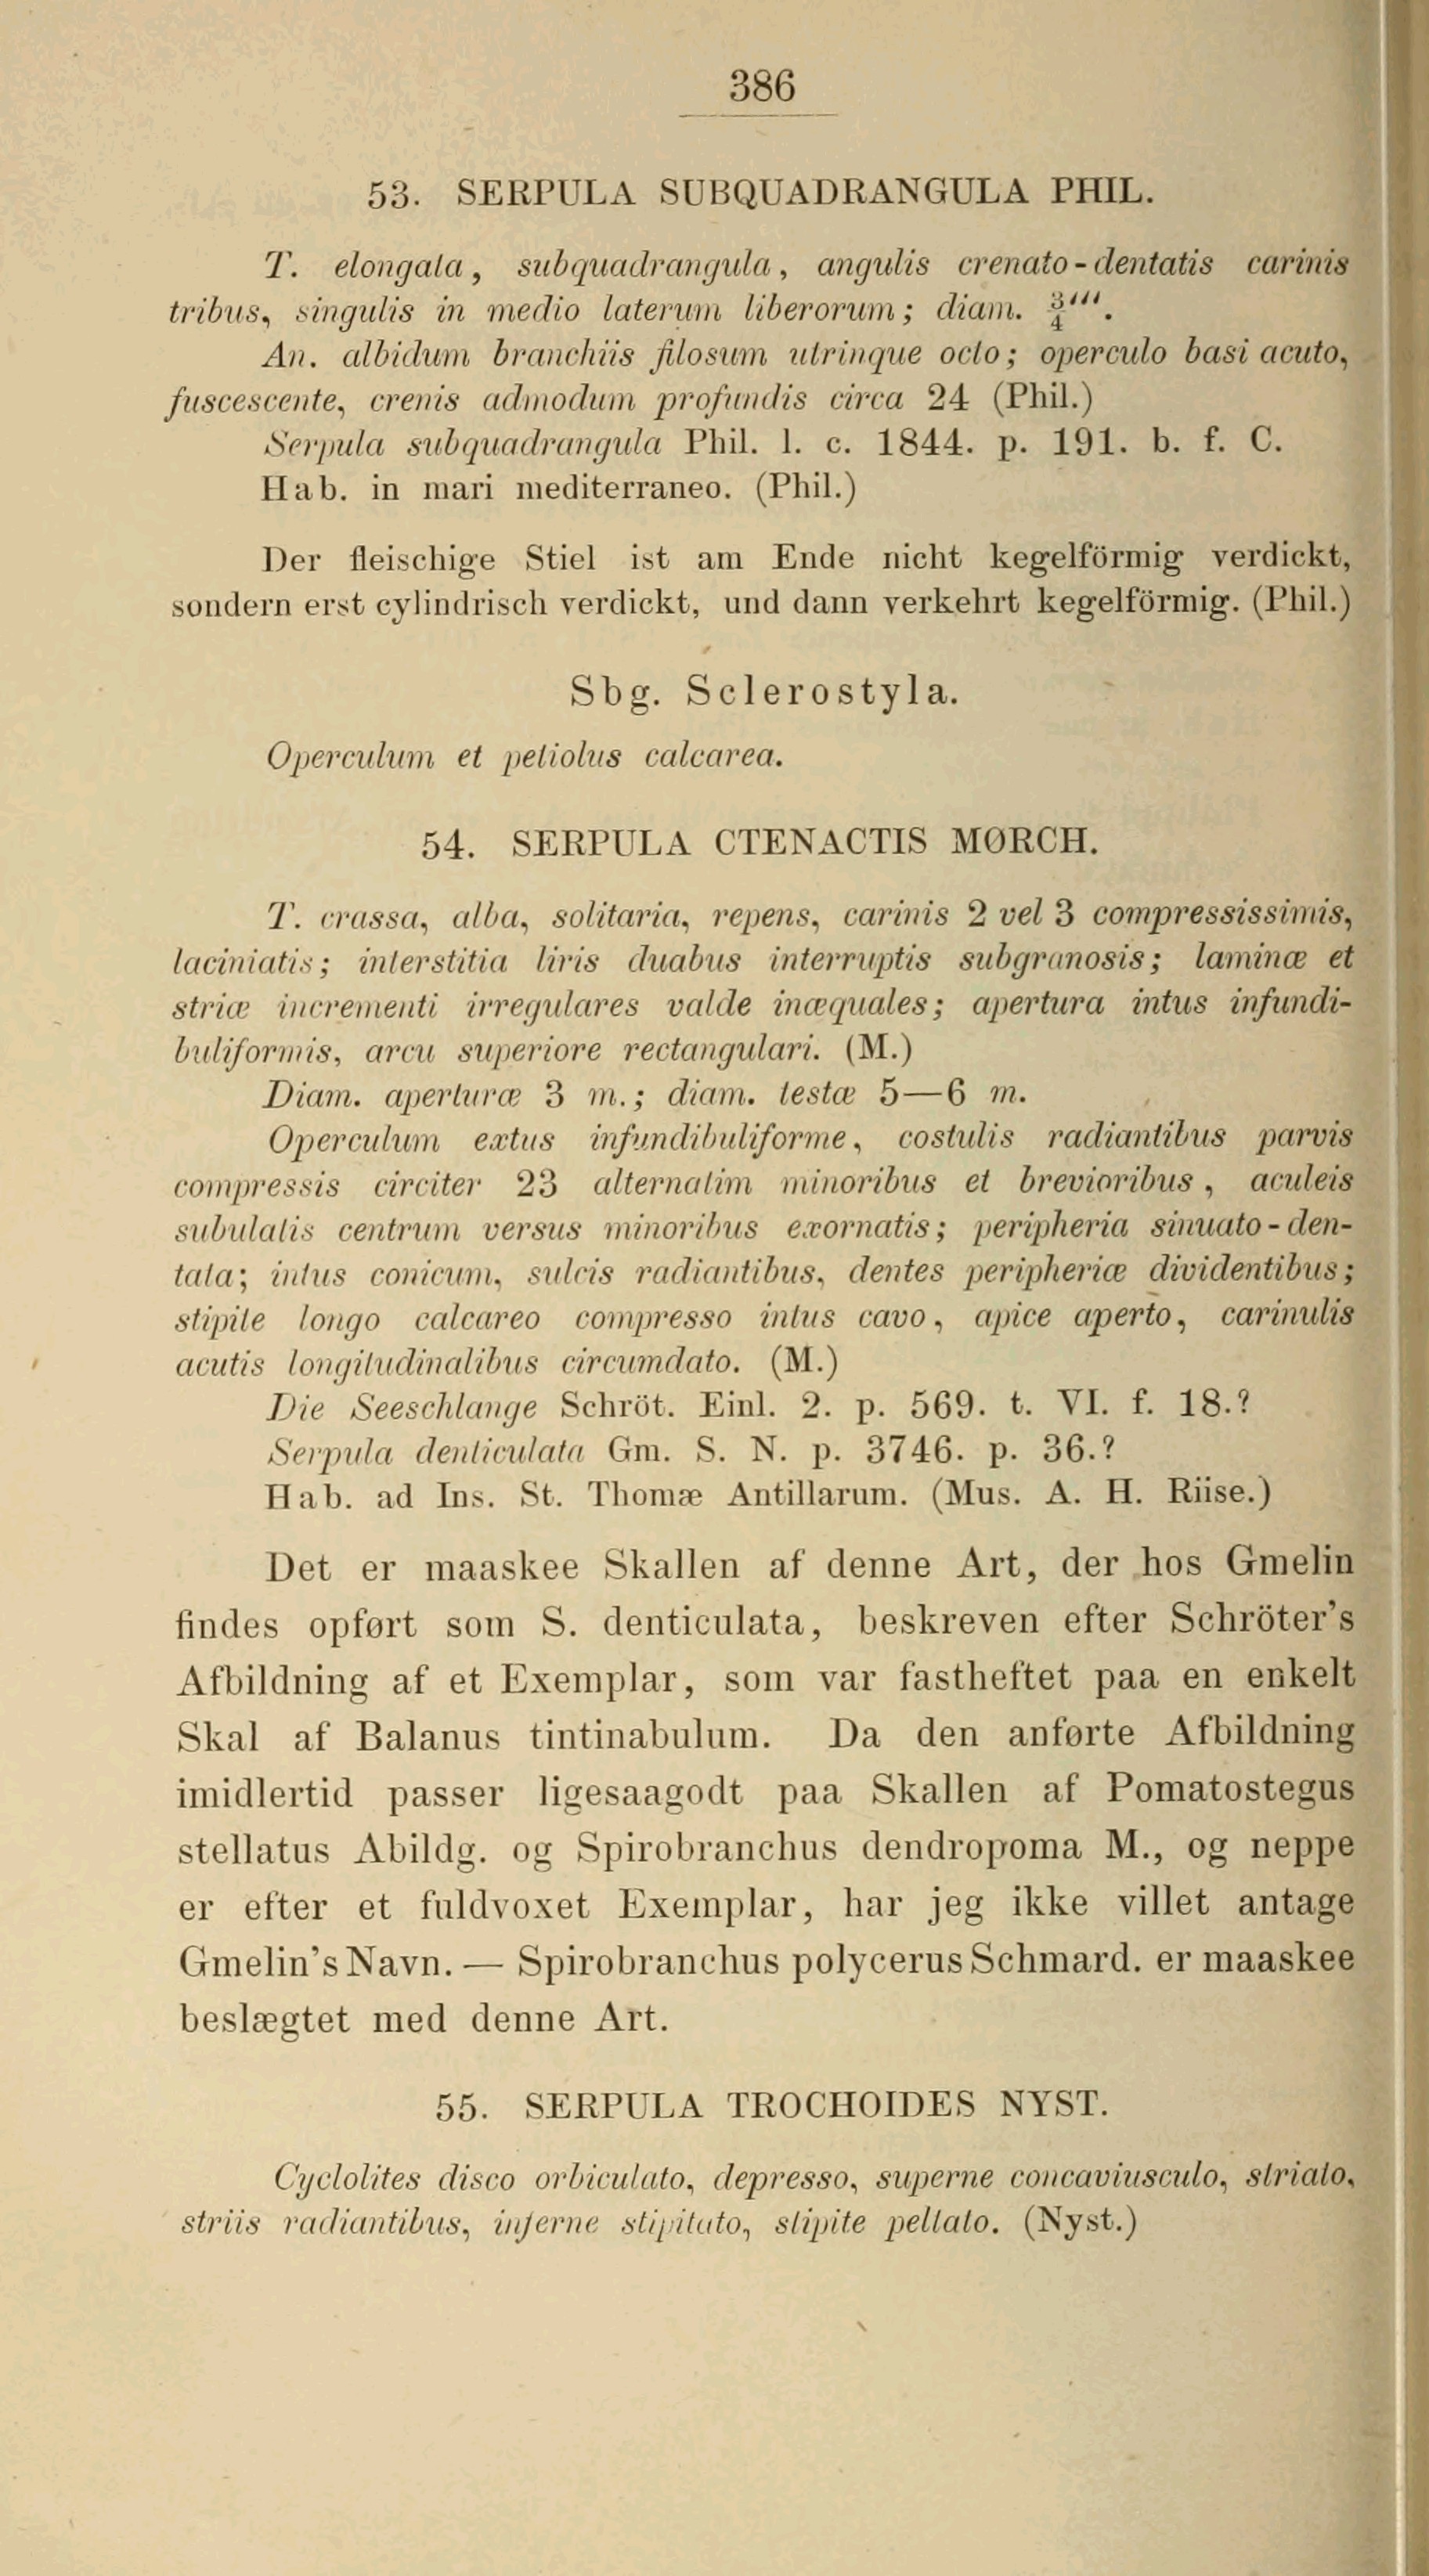 386
53. SERPULA SUBQUADRANGULA PHIL.
T. elongata, subquadrangula, angulis crenato-dentatis carinis
tribus, singulis in medio laterum liberorum; diam. ¾‴.
An. albidum branchiis filosum utrinque octo; operculo basi acuto,
fuscescente, crenis admodum profundis circa 24 (Phil.)
Serpula subquadrangula Phil. l. c. 1844. p. 191. b. f. C.
Hab. in mari mediterraneo. (Phil.)
Der fleischige Stiel ist am Ende nicht kegelförmig verdickt,
sondern erst cylindrisch verdickt, und dann verkehrt kegelförmig. (Phil.)
Sbg. Sclerostyla.
Operculum et petiolus calcarea.
54. SERPULA CTENACTIS MØRCH.
T. crassa, alba, solitaria, repens, carinis 2 vel 3 compressissimis,
laciniatis; interstitia liris duabus interruptis subgranosis; laminæ et
striæ incrementi irregulares valde inæquales; apertura intus infundi-
buliformis, arcu superiore rectangulari. (M.)
Diam. aperturæ 3 m.; diam. testæ 5—6 m.
Operculum extus infundibuliforme, costulis radiantibus parvis
compressis circiter 23 alternatim minoribus et brevioribus, aculeis
subulatis centrum versus minoribus exornatis; peripheria sinuato-den-
tata; intus conicum, sulcis radiantibus, dentes peripheriæ dividentibus;
stipite longo calcareo compresso intus cavo, apice aperto, carinulis
acutis longitudinalibus circumdato. (M.)
Die Seeschlange Schröt. Einl. 2. p. 569. t. VI. f. 18.?
Serpula denticulata Gm. S. N. p. 3746. p. 36.?
Hab. ad Ins. St. Thomæ Antillarum. (Mus. A. H. Riise.)
Det er maaskee Skallen af denne Art, der hos Gmelin
findes opført som S. denticulata, beskreven efter Schröter's
Afbildning af et Exemplar, som var fastheftet paa en enkelt
Skal af Balanus tintinabulum. Da den anførte Afbildning
imidlertid passer ligesaagodt paa Skallen af Pomatostegus
stellatus Abildg. og Spirobranchus dendropoma M., og neppe
er efter et fuldvoxet Exemplar, har jeg ikke villet antage
Gmelin's Navn. — Spirobranchus polycerus Schmard. er maaskee
beslægtet med denne Art.
55. SERPULA TROCHOIDES NYST.
Cyclolites disco orbiculato, depresso, superne concaviusculo, striato,
striis radiantibus, inferne stipitato, stipite peltato. (Nyst.)